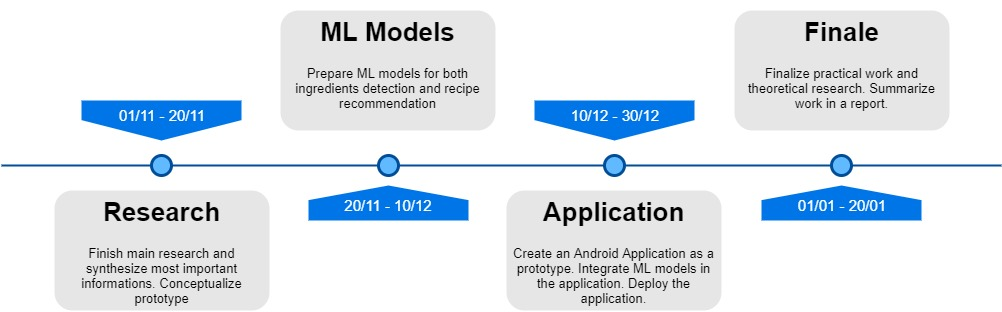 ML Models
Prepare ML models for both
ingredients detection and recipe
recommendation
Finale
Finalize practical work and
theoretical research. Summarize
work in a report.
01/11 - 20/11
10/12 - 30/12
20/11 - 10/12
01/01 - 20/01
Research
Finish main research and
synthesize most important
informations. Conceptualize
prototype
Application
Create an Android Application as a
prototype. Integrate ML models in
the application. Deploy the
application.